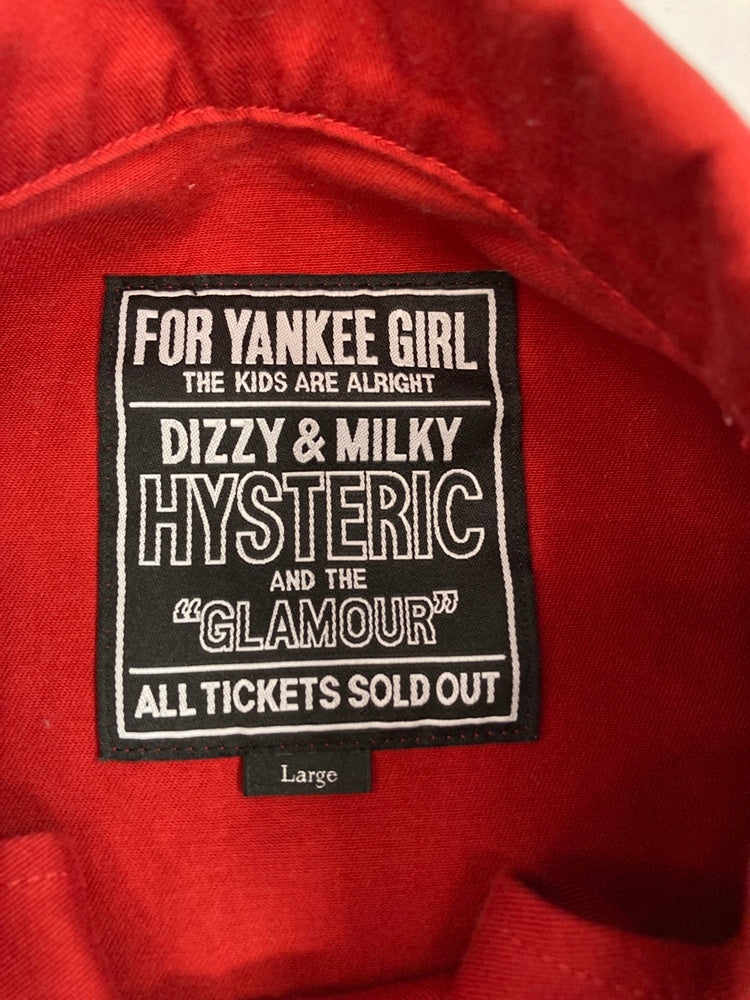 FOR YANKEE GIRL
THE KIDS ARE ALRIGHT
DIZZY & MILKY
HYSTERIC
AND THE
“GLAMOUR”
ALL TICKETS SOLD OUT
Large